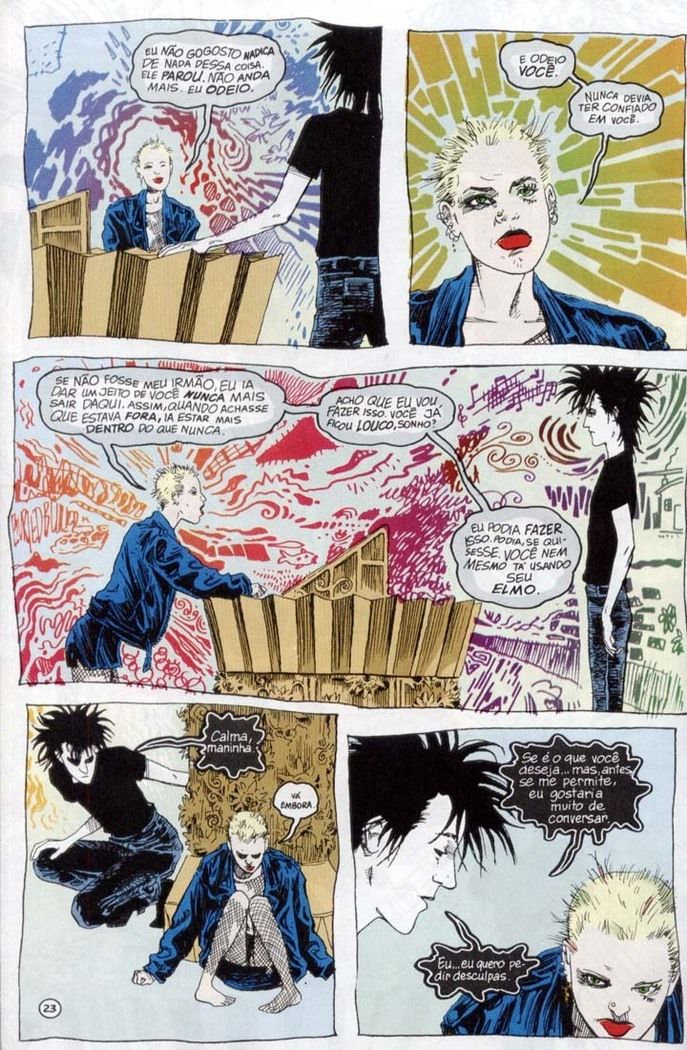 EU NÃO GOGOSTO NADICA
DE NADA DESSA COISA.
ELE PAROU. NÃO ANDA
MAIS. EU ODEIO.
E ODEIO
VOCÊ.
NUNCA DEVIA
TER CONFIADO
EM VOCÊ.
SE NÃO FOSSE MEU IRMÃO, EU IA
DAR UM JEITO DE VOCÊ NUNCA MAIS
SAIR DAQUI. ASSIM, QUANDO ACHASSE
QUE ESTAVA FORA, IA ESTAR MAIS
DENTRO DO QUE NUNCA.
ACHO QUE EU VOU
FAZER ISSO. VOCÊ JÁ
FICOU LOUCO, SONHO?
EU PODIA FAZER
ISSO. PODIA, SE QUI-
SESSE. VOCÊ NEM
MESMO TÁ USANDO
SEU
ELMO.
Calma,
maninha.
VÁ
EMBORA.
Se é o que você
deseja... mas, antes,
se me permite,
eu gostaria
muito de
conversar.
Eu... eu quero pe-
dir desculpas.
23